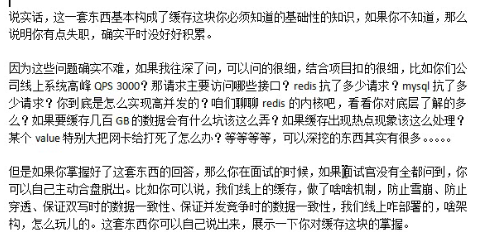 说实话，这一套东西基本构成了缓存这块你必须知道的基础性的知识，如果你不知道，那么
说明你有点失职，确实平时没好好积累。
因为这些问题确实不难，如果我往深了问，可以问的很细，结合项目扣的很细，比如你们公
司线上系统高峰 QPS 3000？那请求主要访问哪些接口？redis 抗了多少请求？mysql 抗了多
少请求？你到底是怎么实现高并发的？咱们聊聊 redis 的内核吧，看看你对底层了解的多
么？如果要缓存几百 GB 的数据会有什么坑该这么弄？如果缓存出现热点现象该这么处理？
某个 value 特别大把网卡给打死了怎么办？等等等等，可以深挖的东西其实有很多。。。。。
但是如果你掌握好了这套东西的回答，那么你在面试的时候，如果面试官没有全都问到，你
可以自己主动合盘脱出。比如你可以说，我们线上的缓存，做了啥啥机制，防止雪崩、防止
穿透、保证双写时的数据一致性、保证并发竞争时的数据一致性，我们线上咋部署的，啥架
构，怎么玩儿的。这套东西你可以自己说出来，展示一下你对缓存这块的掌握。